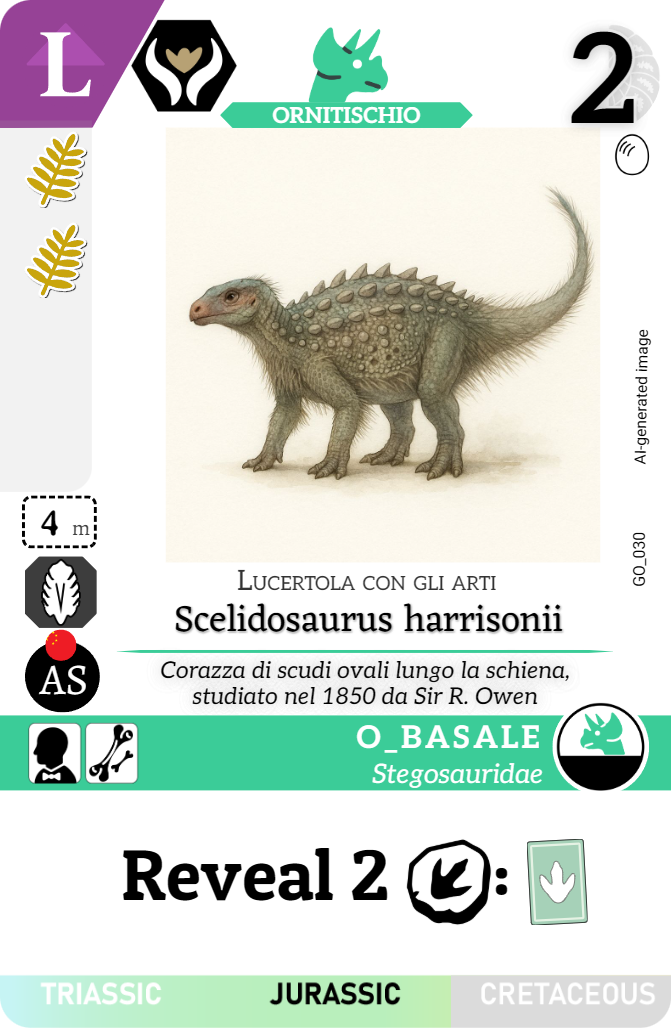 L
ORNITISCHIO
2
AI-generated image
GO_030
4 m
AS
Lucertola con gli arti
Scelidosaurus harrisonii
Corazza di scudi ovali lungo la schiena,
studiato nel 1850 da Sir R. Owen
O_BASALE
Stegosauridae
Reveal 2 :
TRIASSIC JURASSIC CRETACEOUS